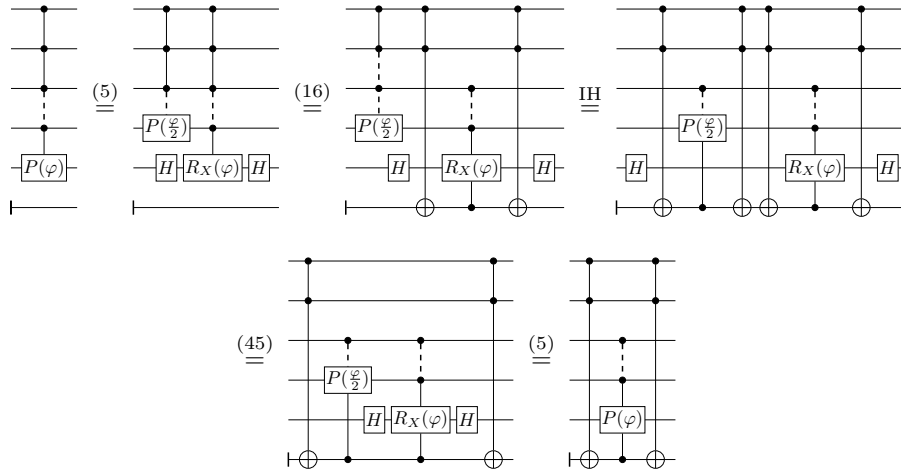 (5) (16) IH
P(φ/2) P(φ/2) P(φ/2)
P(φ) H R_X(φ) H H R_X(φ) H H R_X(φ) H
(45) (5)
P(φ/2)
H R_X(φ) H P(φ)